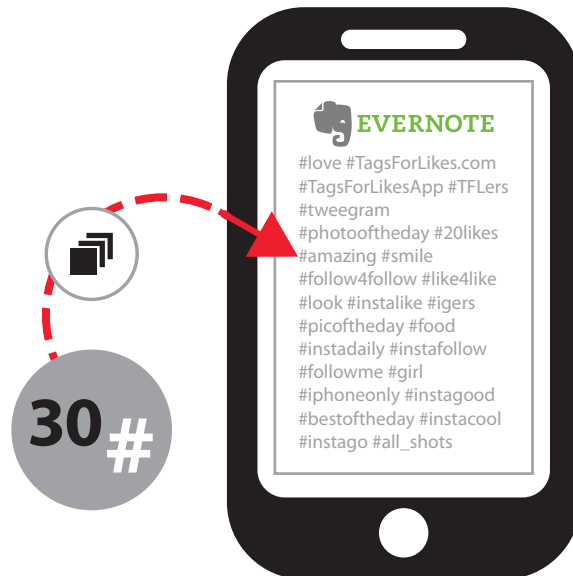 EVERNOTE
#love #TagsForLikes.com
#TagsForLikesApp #TFLers
#tweegram
#photooftheday #20likes
#amazing #smile
#follow4follow #like4like
#look #instalike #igers
#picoftheday #food
#instadaily #instafollow
#followme #girl
#iphoneonly #instagood
#bestoftheday #instacool
#instago #all_shots
30#